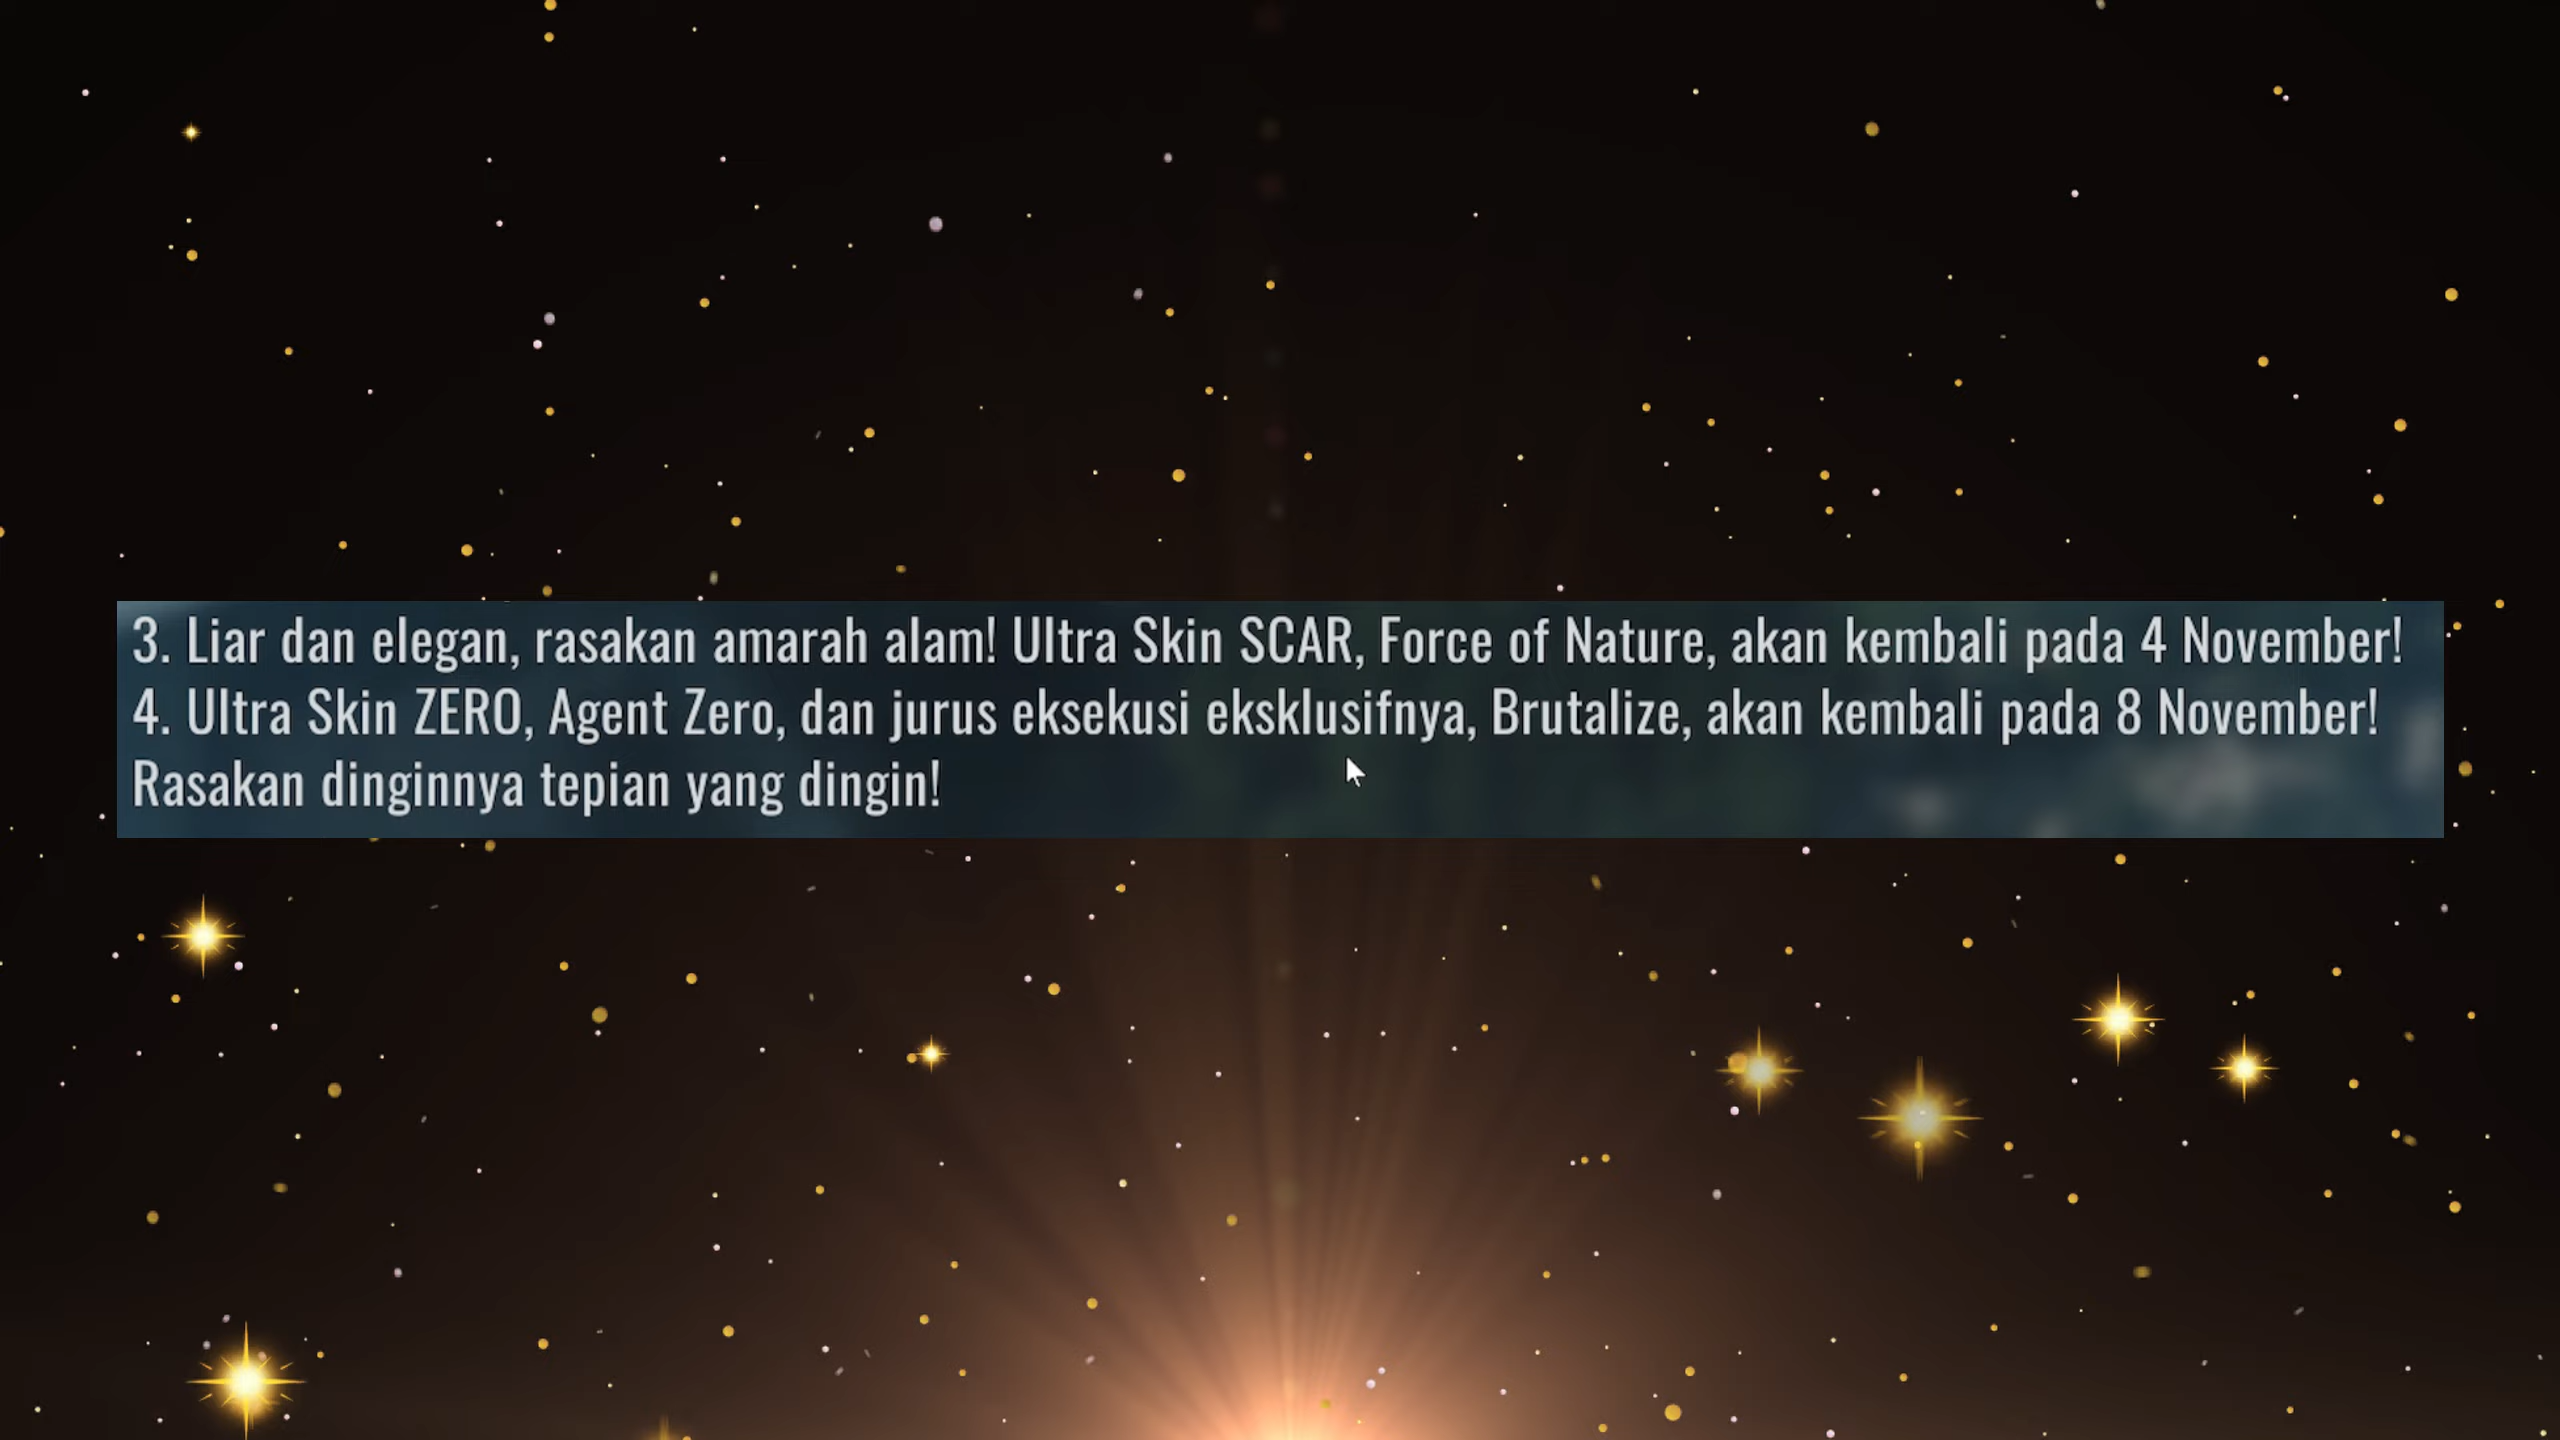 3. Liar dan elegan, rasakan amarah alam! Ultra Skin SCAR, Force of Nature, akan kembali pada 4 November!
4. Ultra Skin ZERO, Agent Zero, dan jurus eksekusi eksklusifnya, Brutalize, akan kembali pada 8 November!
Rasakan dinginnya tepian yang dingin!